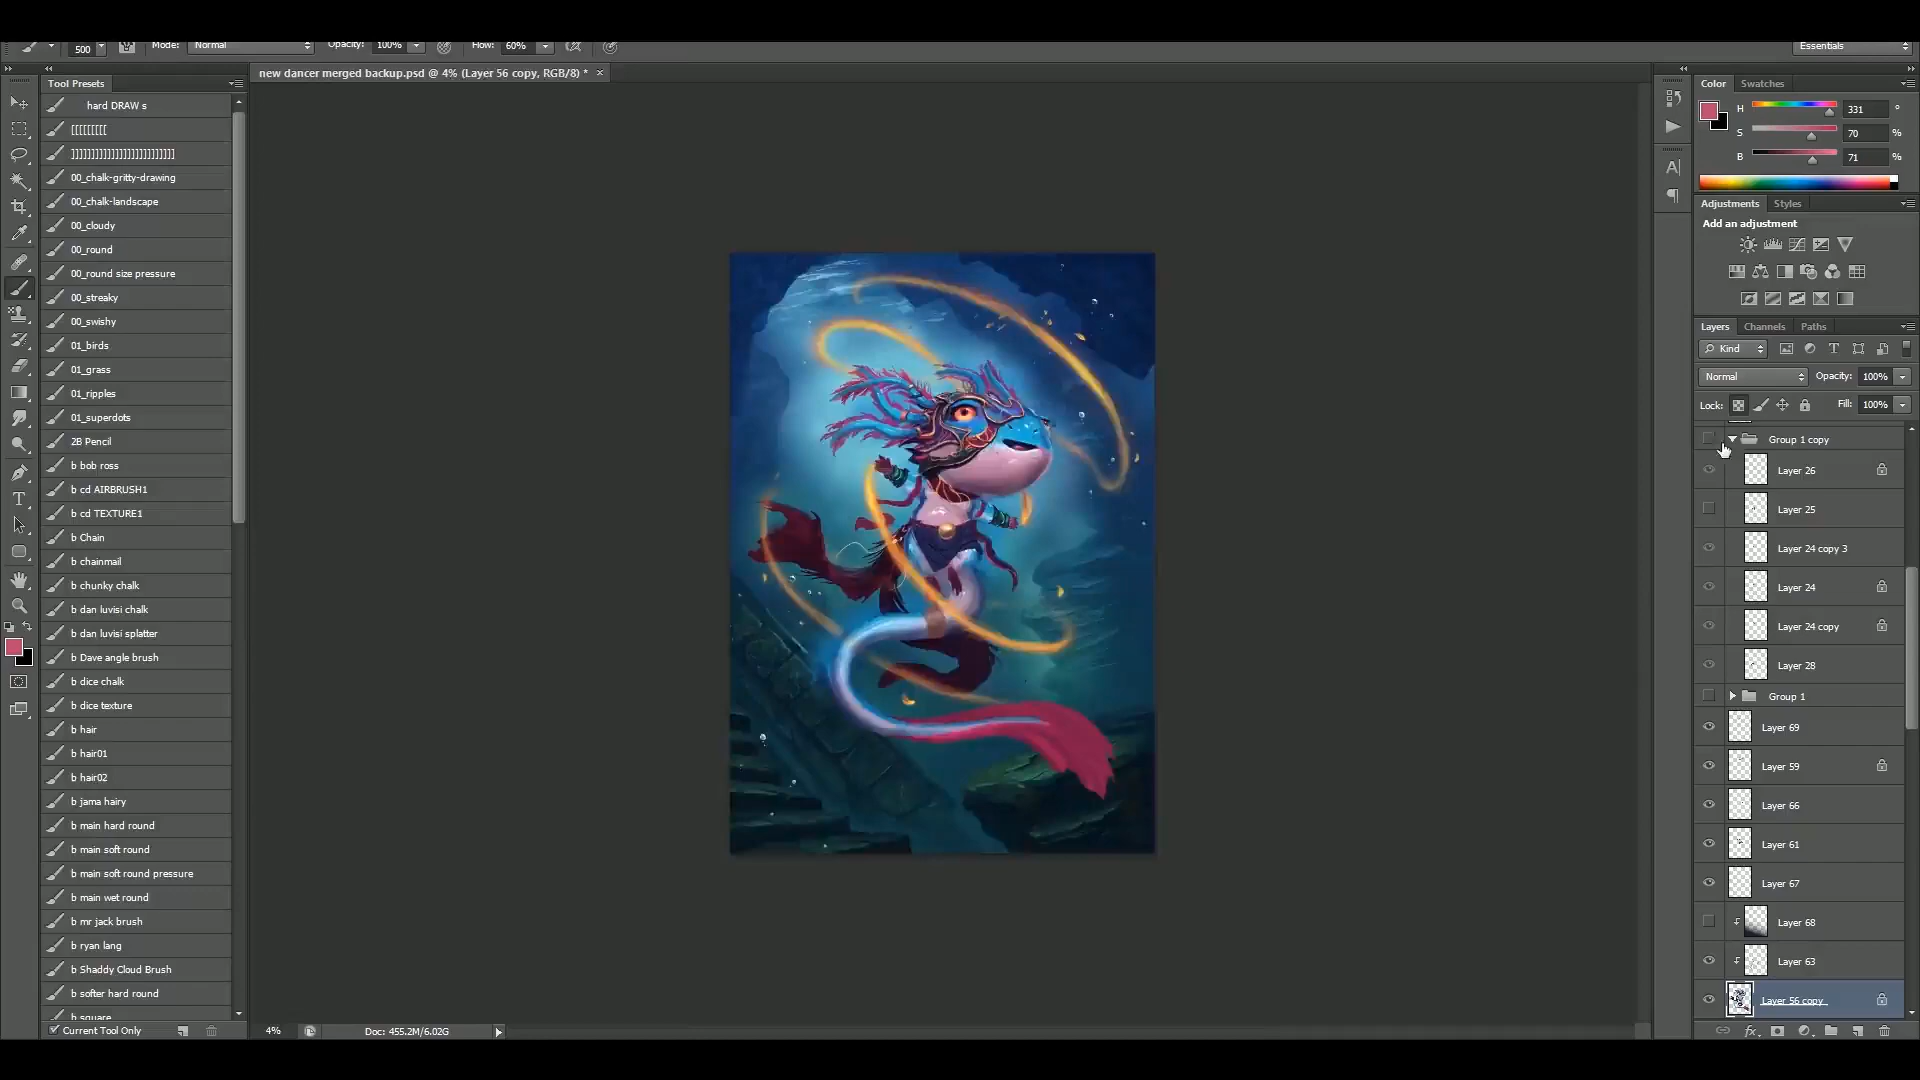 500 Mode: Normal Opacity: 100% Flow: 60% Essentials
new dancer merged backup.psd @ 4% (Layer 56 copy, RGB/8) * ×
Tool Presets
hard DRAW s
[[[[[[[[[
]]]]]]]]]]]]]]]]]]]]]]]]]]
00_chalk-gritty-drawing
00_chalk-landscape
00_cloudy
00_round
00_round size pressure
00_streaky
00_swishy
01_birds
01_grass
01_ripples
01_superdots
2B Pencil
b bob ross
b cd AIRBRUSH1
b cd TEXTURE1
b Chain
b chainmail
b chunky chalk
b dan luvisi chalk
b dan luvisi splatter
b Dave angle brush
b dice chalk
b dice texture
b hair
b hair01
b hair02
b jama hairy
b main hard round
b main soft round
b main soft round pressure
b main wet round
b mr jack brush
b ryan lang
b Shaddy Cloud Brush
b softer hard round
b square
Current Tool Only
4% Doc: 455.2M/6.02G
Color Swatches
H 331 °
S 70 %
B 71 %
Adjustments Styles
Add an adjustment
Layers Channels Paths
Kind
Normal Opacity: 100%
Lock: Fill: 100%
Group 1 copy
Layer 26
Layer 25
Layer 24 copy 3
Layer 24
Layer 24 copy
Layer 28
Group 1
Layer 69
Layer 59
Layer 66
Layer 61
Layer 67
Layer 68
Layer 63
Layer 56 copy